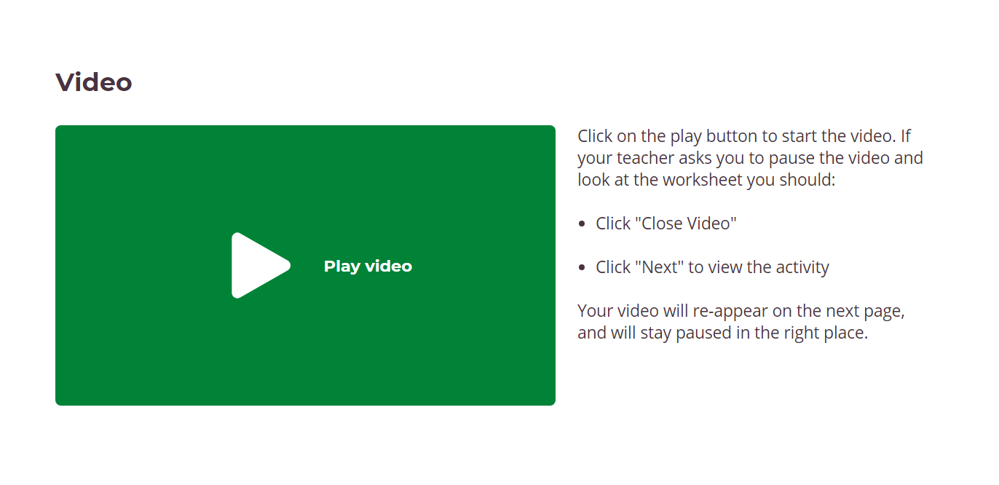 Video
Play video
Click on the play button to start the video. If
your teacher asks you to pause the video and
look at the worksheet you should:
• Click "Close Video"
• Click "Next" to view the activity
Your video will re-appear on the next page,
and will stay paused in the right place.